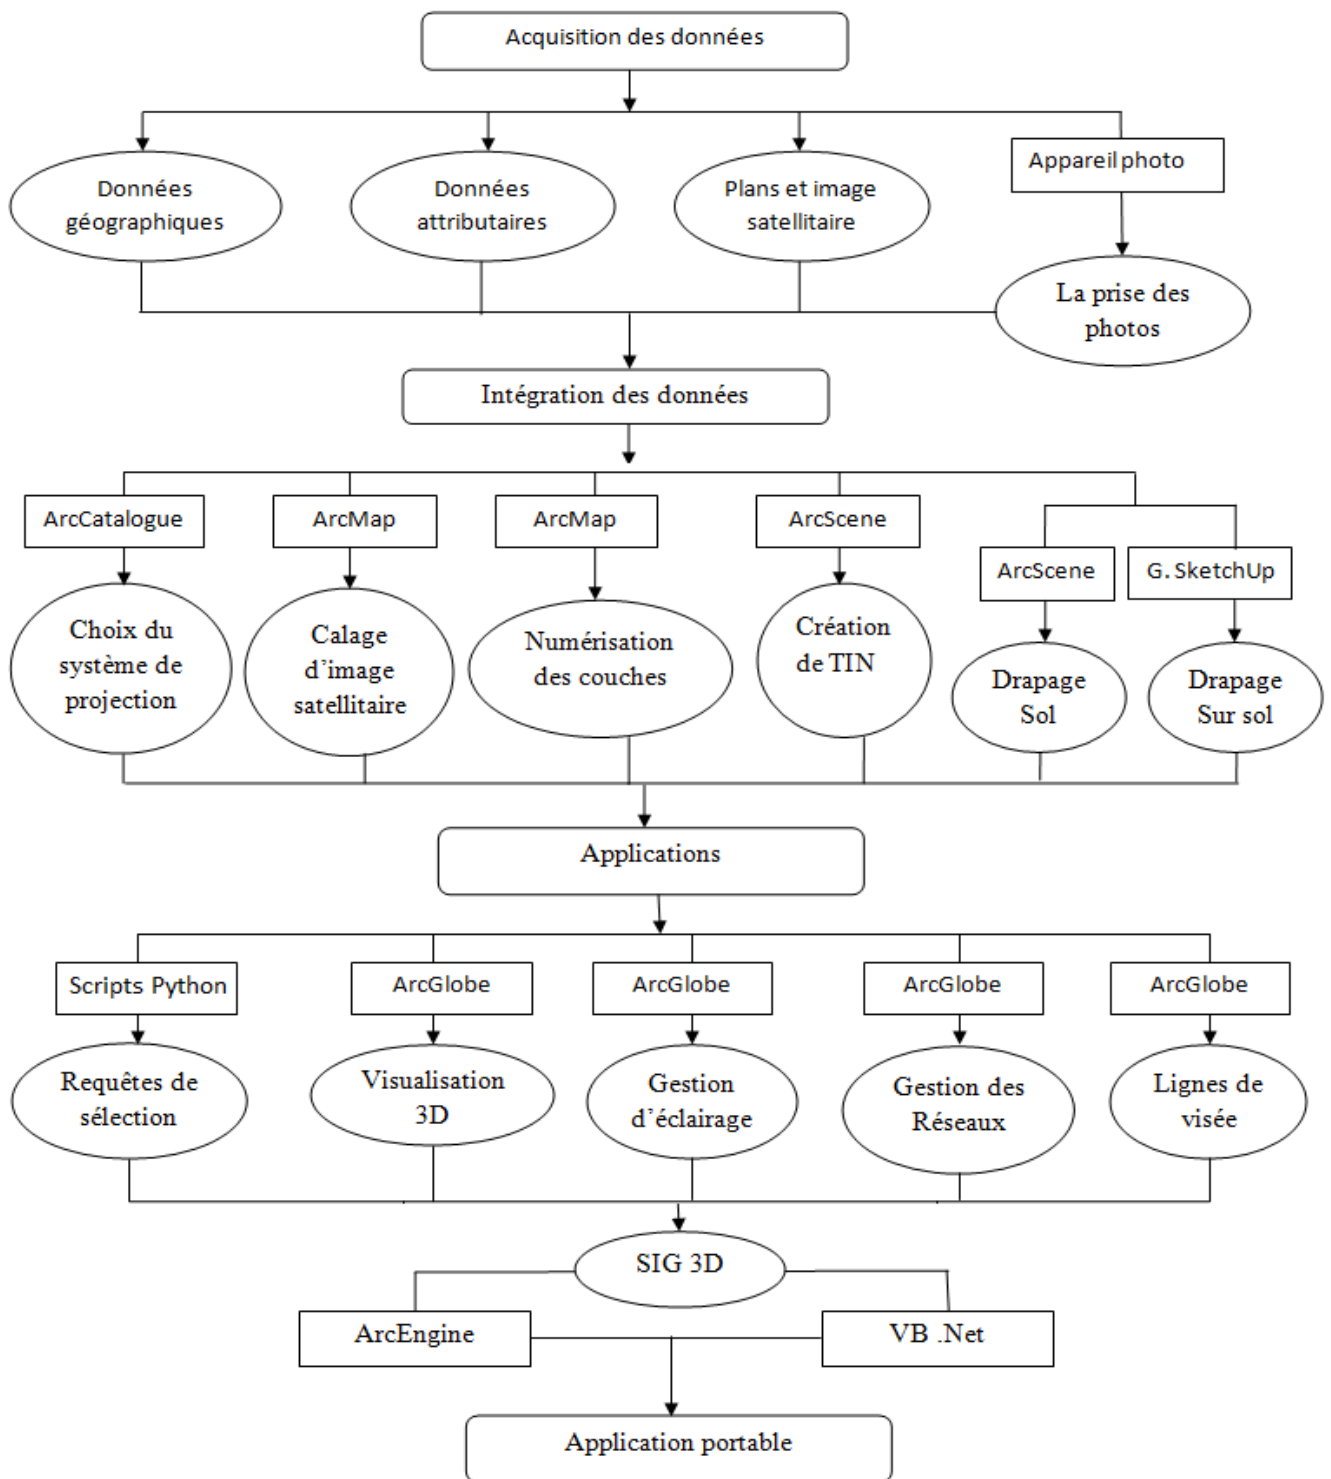 Acquisition des données
Données
géographiques
Données
attributaires
Plans et image
satellitaire
Appareil photo
La prise des
photos
Intégration des données
ArcCatalogue
ArcMap
ArcMap
ArcScene
ArcScene
G. SketchUp
Choix du
système de
projection
Calage
d'image
satellitaire
Numérisation
des couches
Création
de TIN
Drapage
Sol
Drapage
Sur sol
Applications
Scripts Python
ArcGlobe
ArcGlobe
ArcGlobe
ArcGlobe
Requêtes de
sélection
Visualisation
3D
Gestion
d'éclairage
Gestion des
Réseaux
Lignes de
visée
SIG 3D
ArcEngine
VB .Net
Application portable